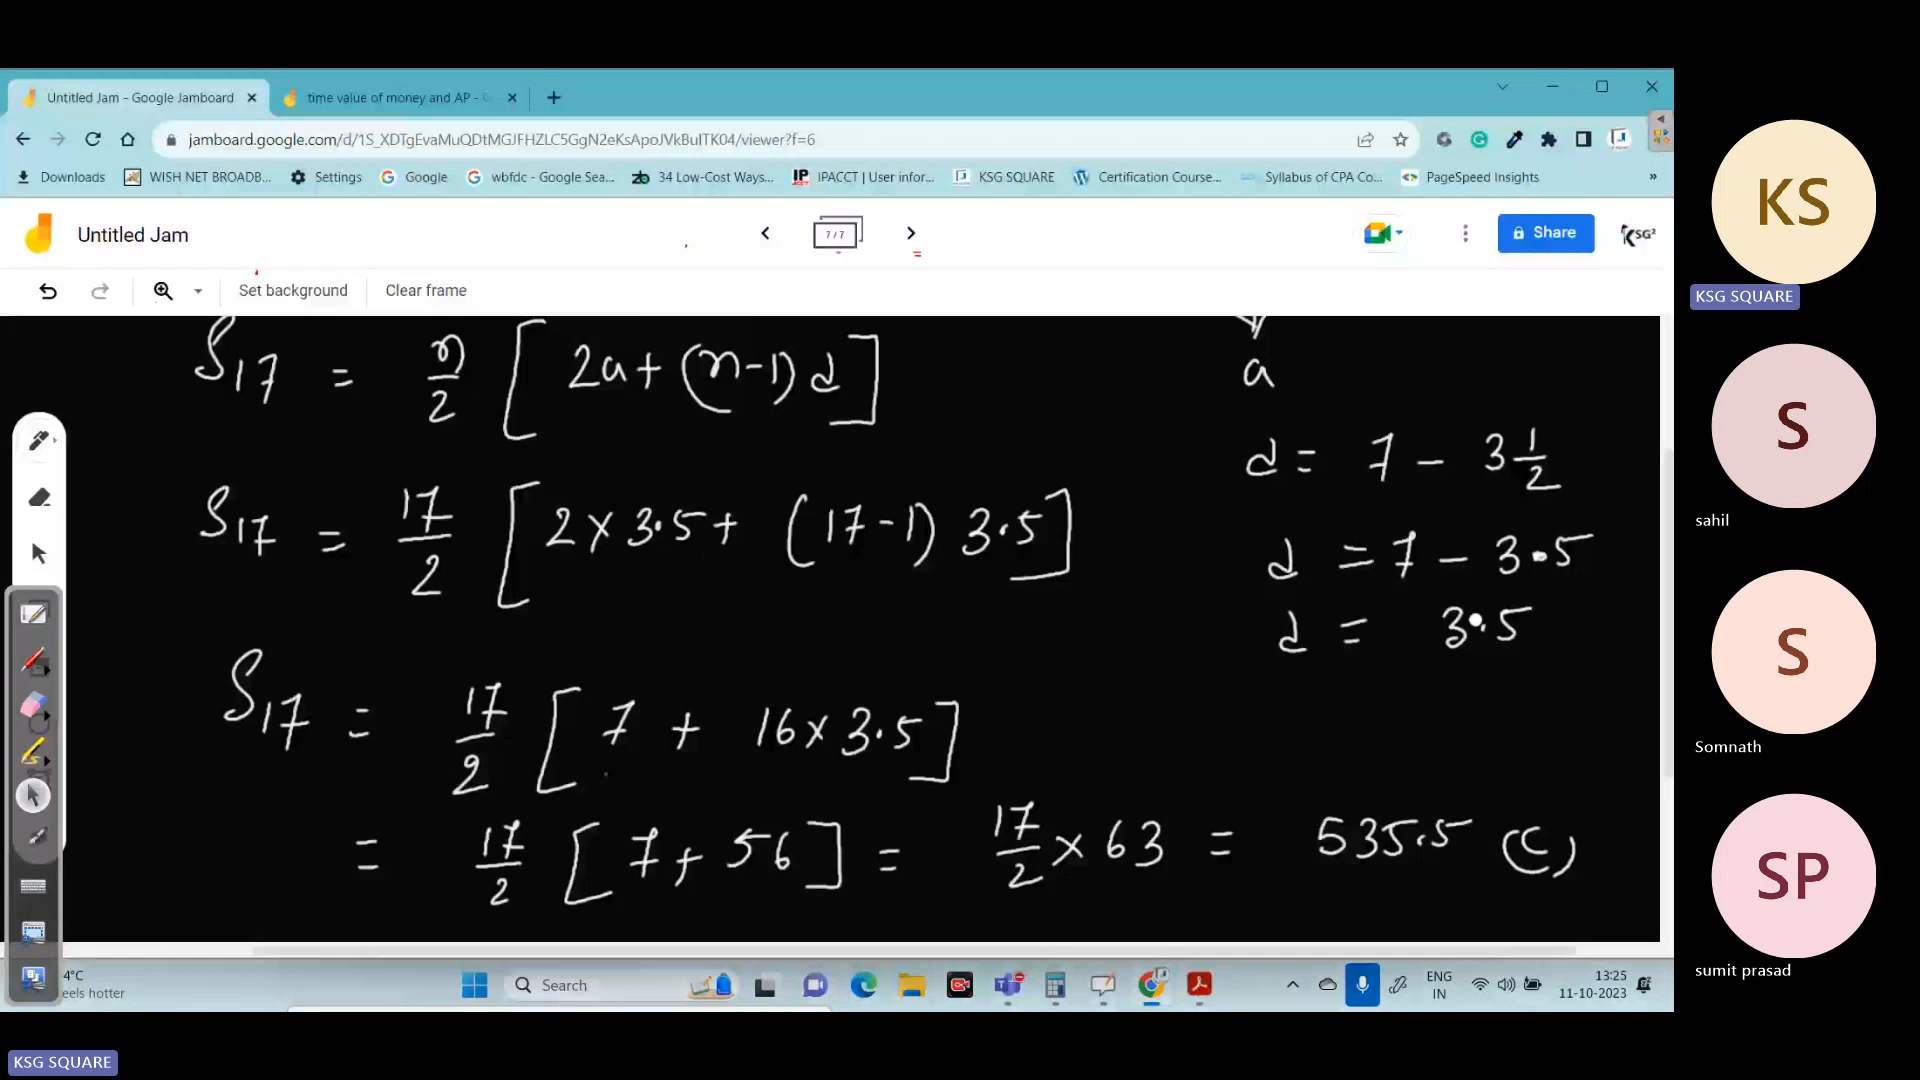 Untitled Jam - Google Jamboard
time value of money and AP -
jamboard.google.com/d/1S_XDTgEvaMuQDtMGJFHZLC5GgN2eKsApoJVkBuITK04/viewer?f=6
Downloads WISH NET BROADB... Settings Google wbfdc - Google Sea... 34 Low-Cost Ways... IPACCT | User infor... KSG SQUARE Certification Course... Syllabus of CPA Co... PageSpeed Insights »
Untitled Jam
7 / 7
Share
KSG²
Set background Clear frame
S17 = n/2 [2a + (n-1) d]
a
d = 7 - 3 1/2
S17 = 17/2 [2 × 3.5 + (17-1) 3.5]
d = 7 - 3.5
d = 3.5
S17 = 17/2 [7 + 16 × 3.5]
= 17/2 [7 + 56] = 17/2 × 63 = 535.5 (C)
4°C
eels hotter
Search
ENG
IN
13:25
11-10-2023
KS
KSG SQUARE
S
sahil
S
Somnath
SP
sumit prasad
KSG SQUARE